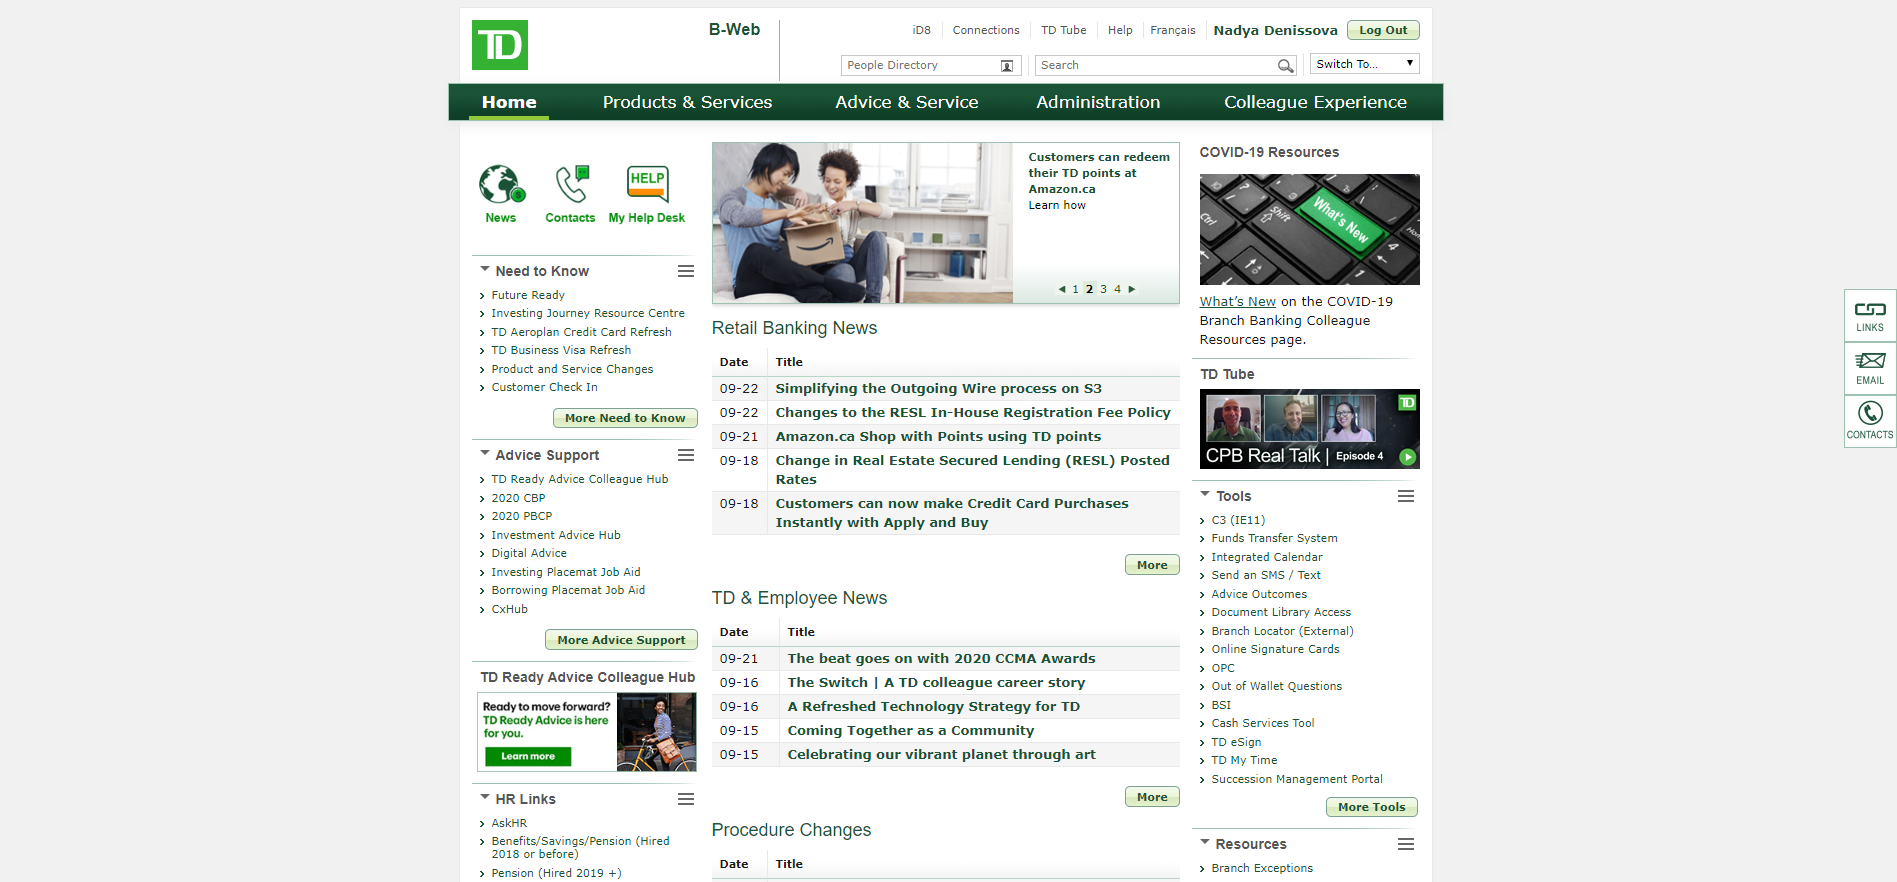 TD
B-Web
iD8
Connections
TD Tube
Help
Français
Nadya Denissova
Log Out
People Directory
Search
Switch To...
Home
Products & Services
Advice & Service
Administration
Colleague Experience
News
Contacts
HELP
My Help Desk
Need to Know
Future Ready
Investing Journey Resource Centre
TD Aeroplan Credit Card Refresh
TD Business Visa Refresh
Product and Service Changes
Customer Check In
More Need to Know
Advice Support
TD Ready Advice Colleague Hub
2020 CBP
2020 PBCP
Investment Advice Hub
Digital Advice
Investing Placemat Job Aid
Borrowing Placemat Job Aid
CxHub
More Advice Support
TD Ready Advice Colleague Hub
Ready to move forward?
TD Ready Advice is here
for you.
Learn more
HR Links
AskHR
Benefits/Savings/Pension (Hired
2018 or before)
Pension (Hired 2019 +)
Customers can redeem
their TD points at
Amazon.ca
Learn how
1 2 3 4
Retail Banking News
Date Title
09-22 Simplifying the Outgoing Wire process on S3
09-22 Changes to the RESL In-House Registration Fee Policy
09-21 Amazon.ca Shop with Points using TD points
09-18 Change in Real Estate Secured Lending (RESL) Posted
Rates
09-18 Customers can now make Credit Card Purchases
Instantly with Apply and Buy
More
TD & Employee News
Date Title
09-21 The beat goes on with 2020 CCMA Awards
09-16 The Switch | A TD colleague career story
09-16 A Refreshed Technology Strategy for TD
09-15 Coming Together as a Community
09-15 Celebrating our vibrant planet through art
More
Procedure Changes
Date Title
COVID-19 Resources
Ctrl
Shift
What's New
Home
4
What's New on the COVID-19
Branch Banking Colleague
Resources page.
TD Tube
TD
CPB Real Talk | Episode 4
Tools
C3 (IE11)
Funds Transfer System
Integrated Calendar
Send an SMS / Text
Advice Outcomes
Document Library Access
Branch Locator (External)
Online Signature Cards
OPC
Out of Wallet Questions
BSI
Cash Services Tool
TD eSign
TD My Time
Succession Management Portal
More Tools
Resources
Branch Exceptions
LINKS
EMAIL
CONTACTS